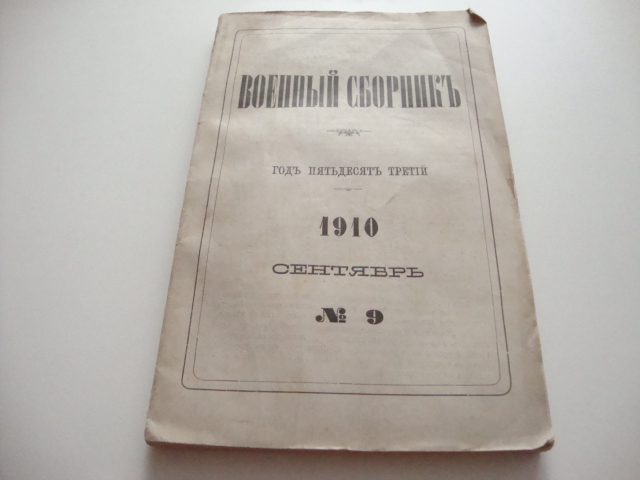 ВОЕННЫЙ СБОРНИКЪ
ГОДЪ ПЯТЬДЕСЯТЪ ТРЕТІЙ
1910
СЕНТЯБРЬ
№ 9